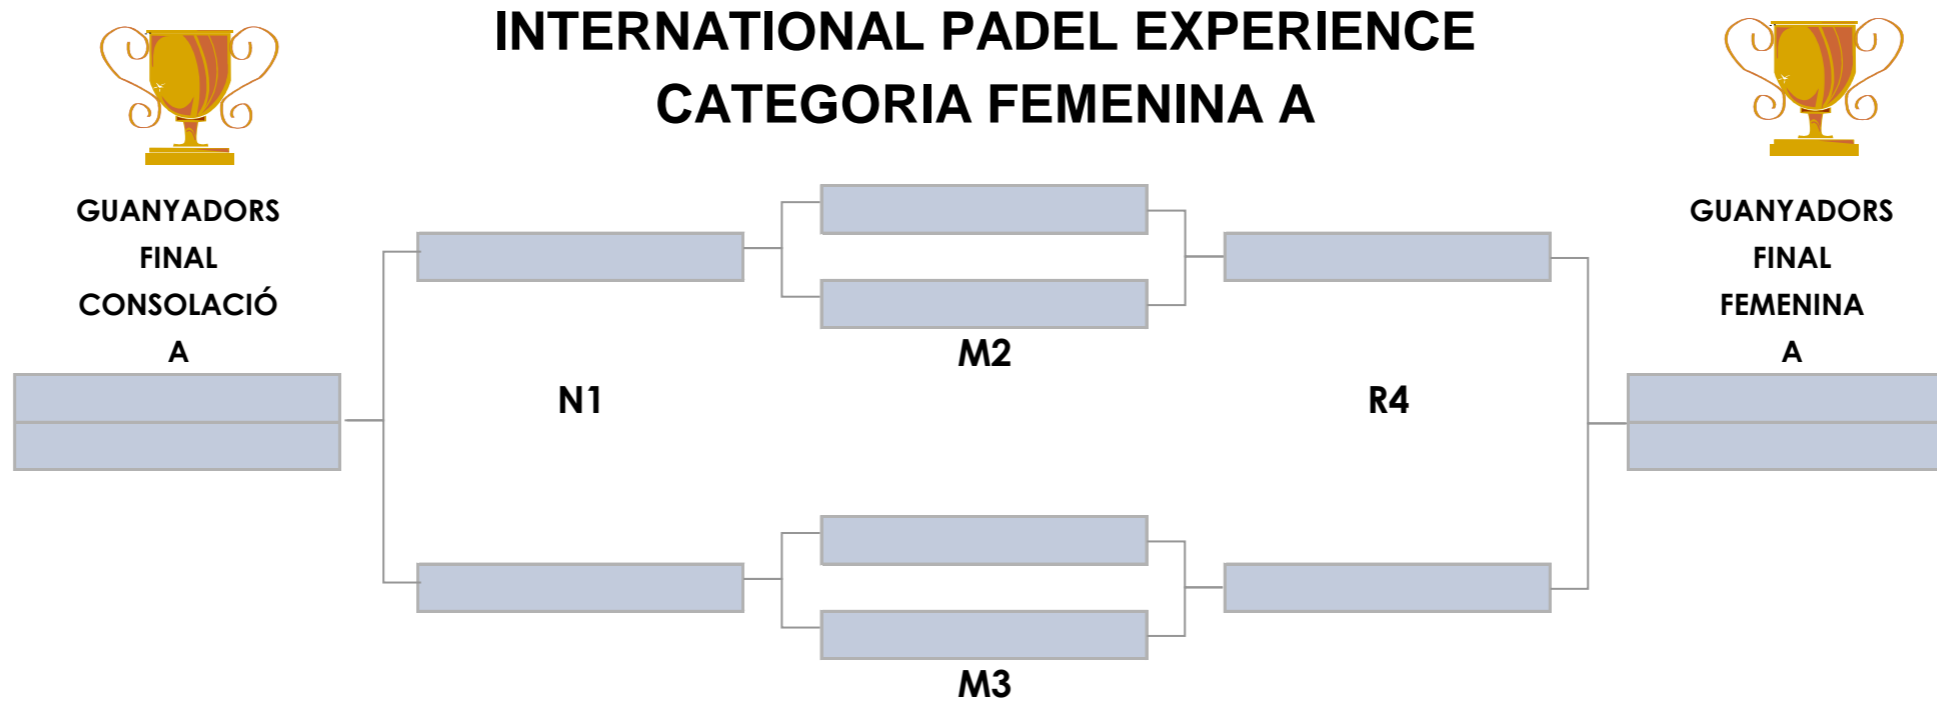 INTERNATIONAL PADEL EXPERIENCE
CATEGORIA FEMENINA A
GUANYADORS
FINAL
CONSOLACIÓ
A
GUANYADORS
FINAL
FEMENINA
A
M2
N1
R4
M3